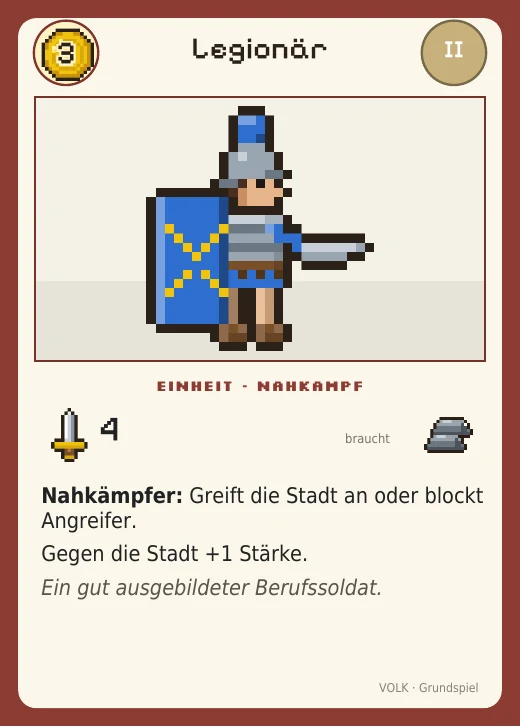 3
Legionär
II
EINHEIT - NAHKAMPF
4
braucht
Nahkämpfer: Greift die Stadt an oder blockt
Angreifer.
Gegen die Stadt +1 Stärke.
Ein gut ausgebildeter Berufssoldat.
VOLK · Grundspiel